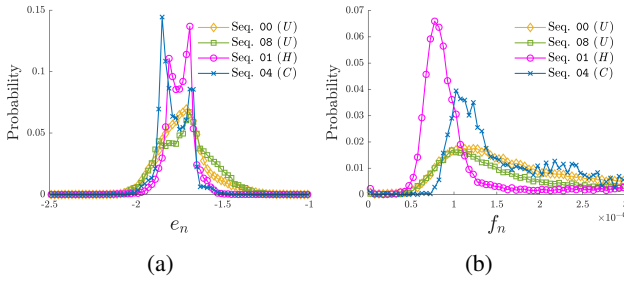 0.15
0.1
0.05
0
Probability
-2.5
-2
-1.5
-1
e_n
Seq. 00 (U)
Seq. 08 (U)
Seq. 01 (H)
Seq. 04 (C)
(a)
0.07
0.06
0.05
0.04
0.03
0.02
0.01
0
Probability
0
0.5
1
1.5
2
2.5
f_n
Seq. 00 (U)
Seq. 08 (U)
Seq. 01 (H)
Seq. 04 (C)
(b)